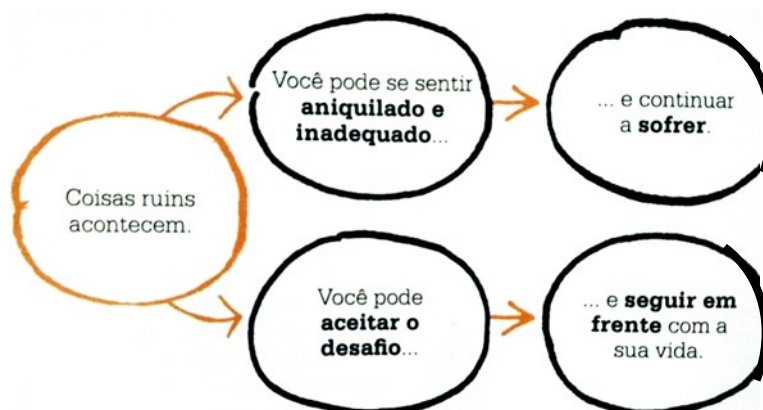 Coisas ruins
acontecem.
Você pode se sentir
aniquilado e
inadequado...
... e continuar
a sofrer.
Você pode
aceitar o
desafio...
... e seguir em
frente com a
sua vida.